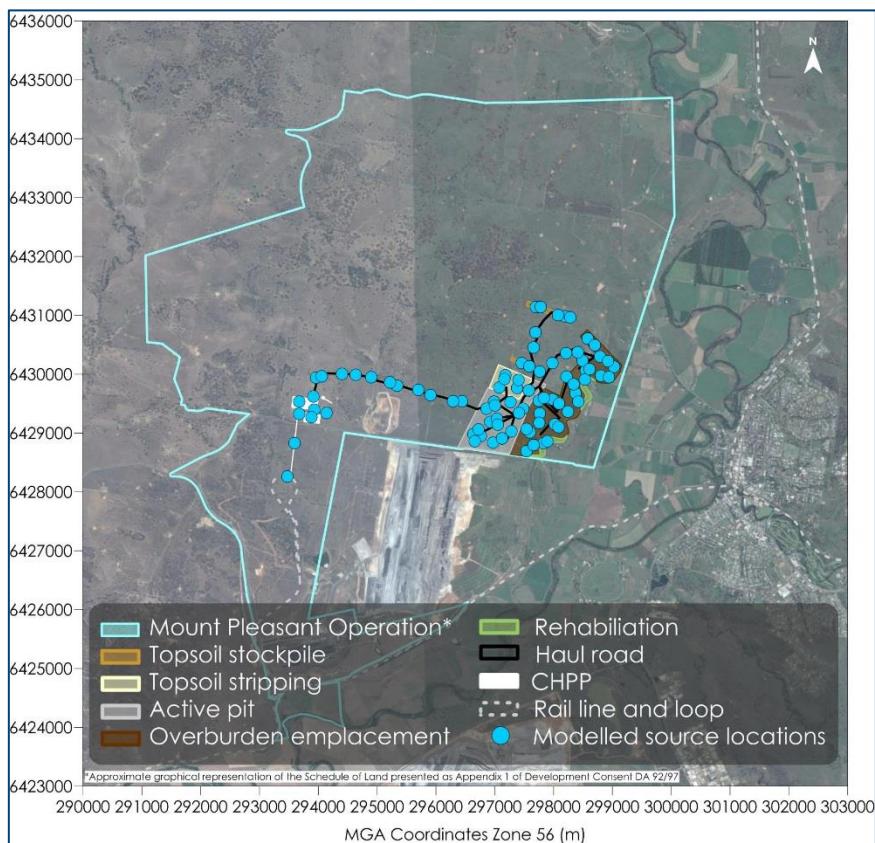 6436000
N
6435000
6434000
6433000
6432000
6431000
6430000
6429000
6428000
6427000
6426000
Mount Pleasant Operation*
Rehabiliation
6425000
Topsoil stockpile
Haul road
Topsoil stripping
CHPP
6424000
Active pit
Rail line and loop
Overburden emplacement
Modelled source locations
*Approximate graphical representation of the Schedule of Land presented as Appendix 1 of Development Consent DA 92/97
6423000
290000 291000 292000 293000 294000 295000 296000 297000 298000 299000 300000 301000 302000 303000
MGA Coordinates Zone 56 (m)